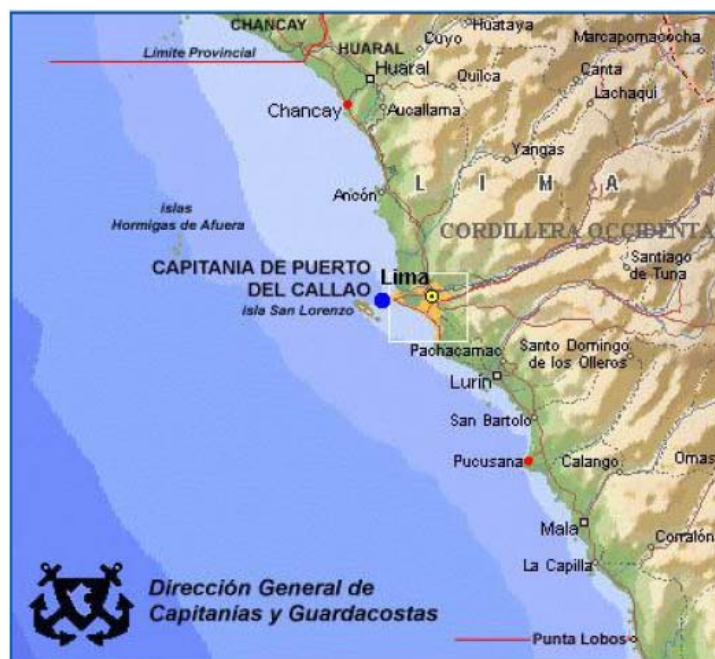 CHANCAY
Huataya
Cuyo
Marcapomacocha
Límite Provincial
HUARAL
Huaral
Quilca
Canta
Lachaqui
Chancay
Aucallama
Yangas
Ancón
L I M A
islas
Hormigas de Afuera
CORDILLERA OCCIDENTA
CAPITANIA DE PUERTO
DEL CALLAO
Lima
Santiago
de Tuna
isla San Lorenzo
Pachacamac
Santo Domingo
de los Olleros
Lurín
San Bartolo
Pucusana
Calango
Omas
Mala
Corralón
La Capilla
Dirección General de
Capitanías y Guardacostas
Punta Lobos